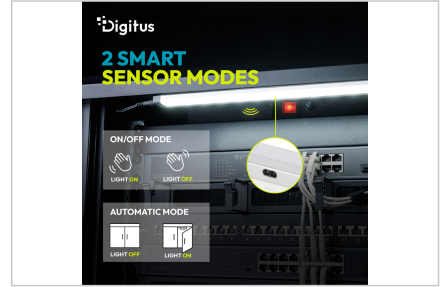 Digitus
2 SMART
SENSOR MODES
ON/OFF MODE
LIGHT ON
LIGHT OFF
AUTOMATIC MODE
LIGHT OFF
LIGHT ON